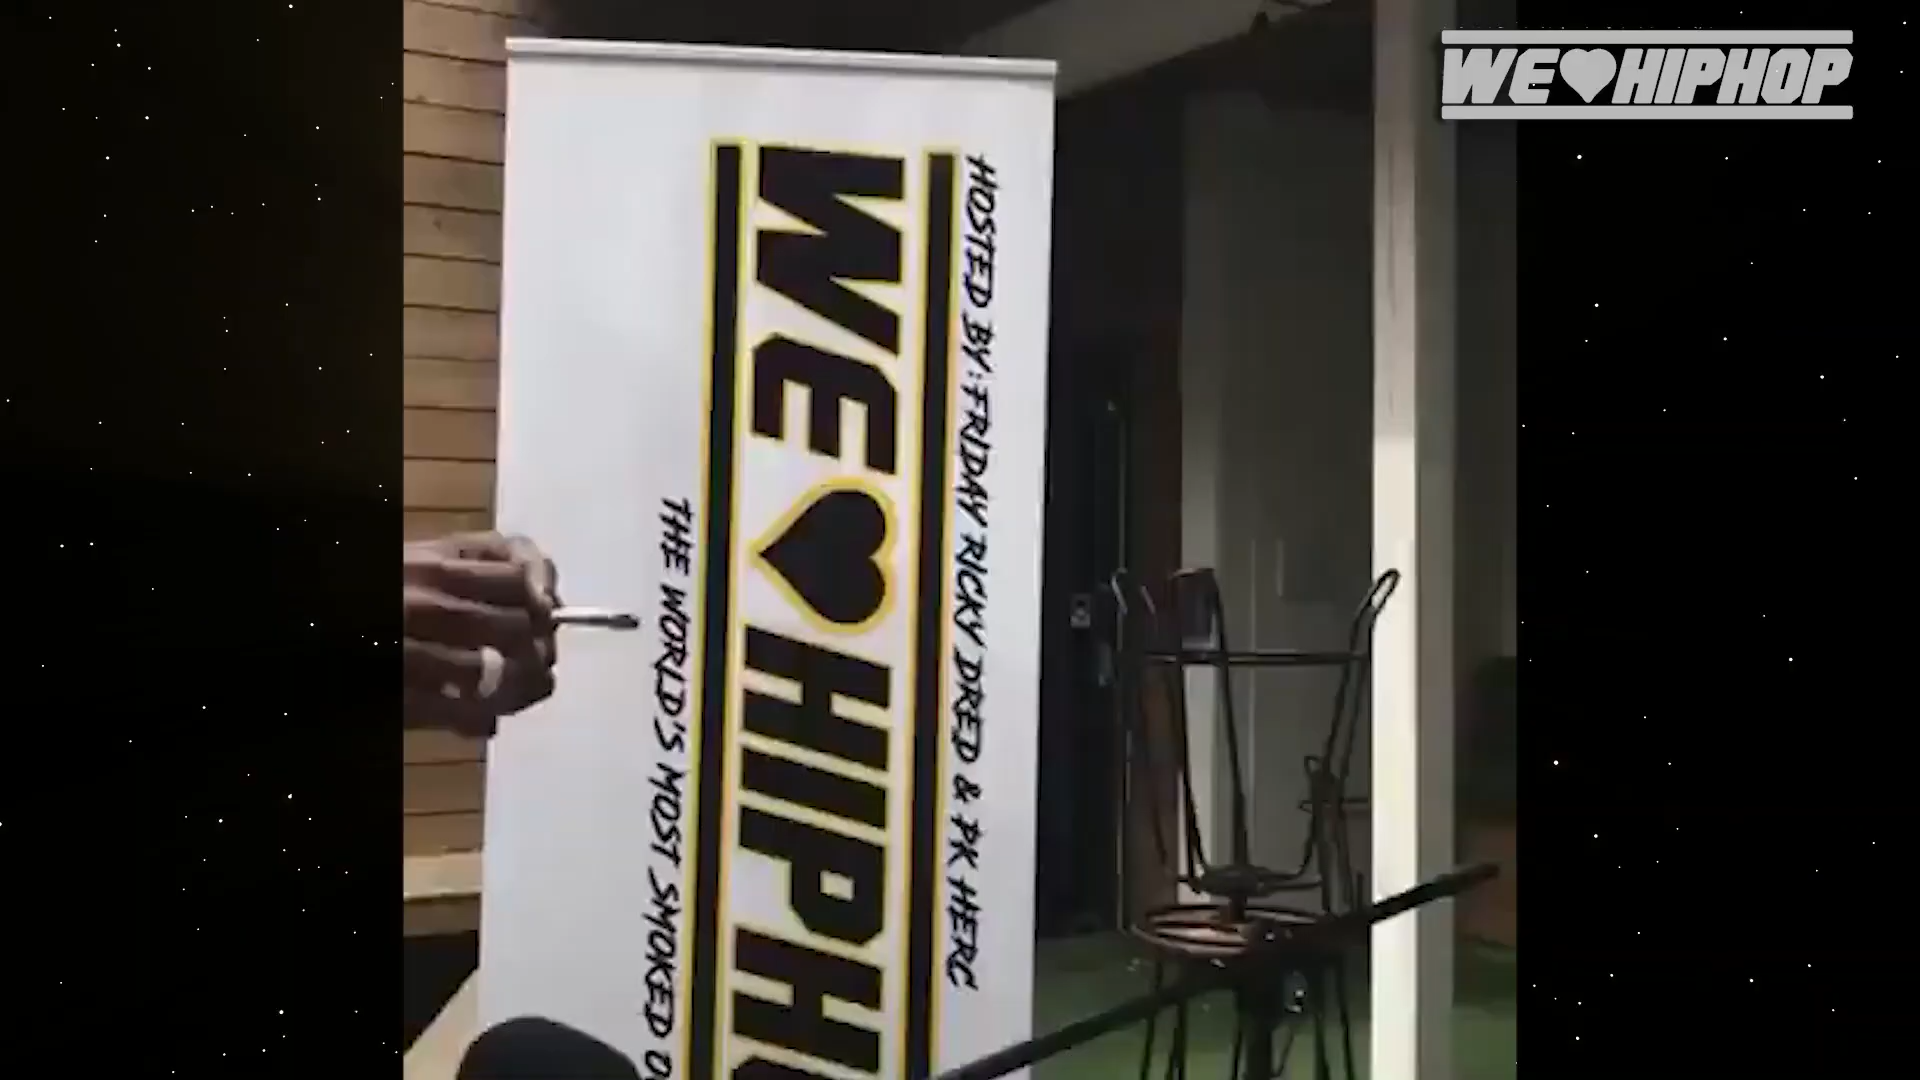 WE♥HIPHOP
HOSTED BY: FRIDAY RICKY DRED & PK HERC
WE♥HIPH
THE WORLD'S MOST SMOKED